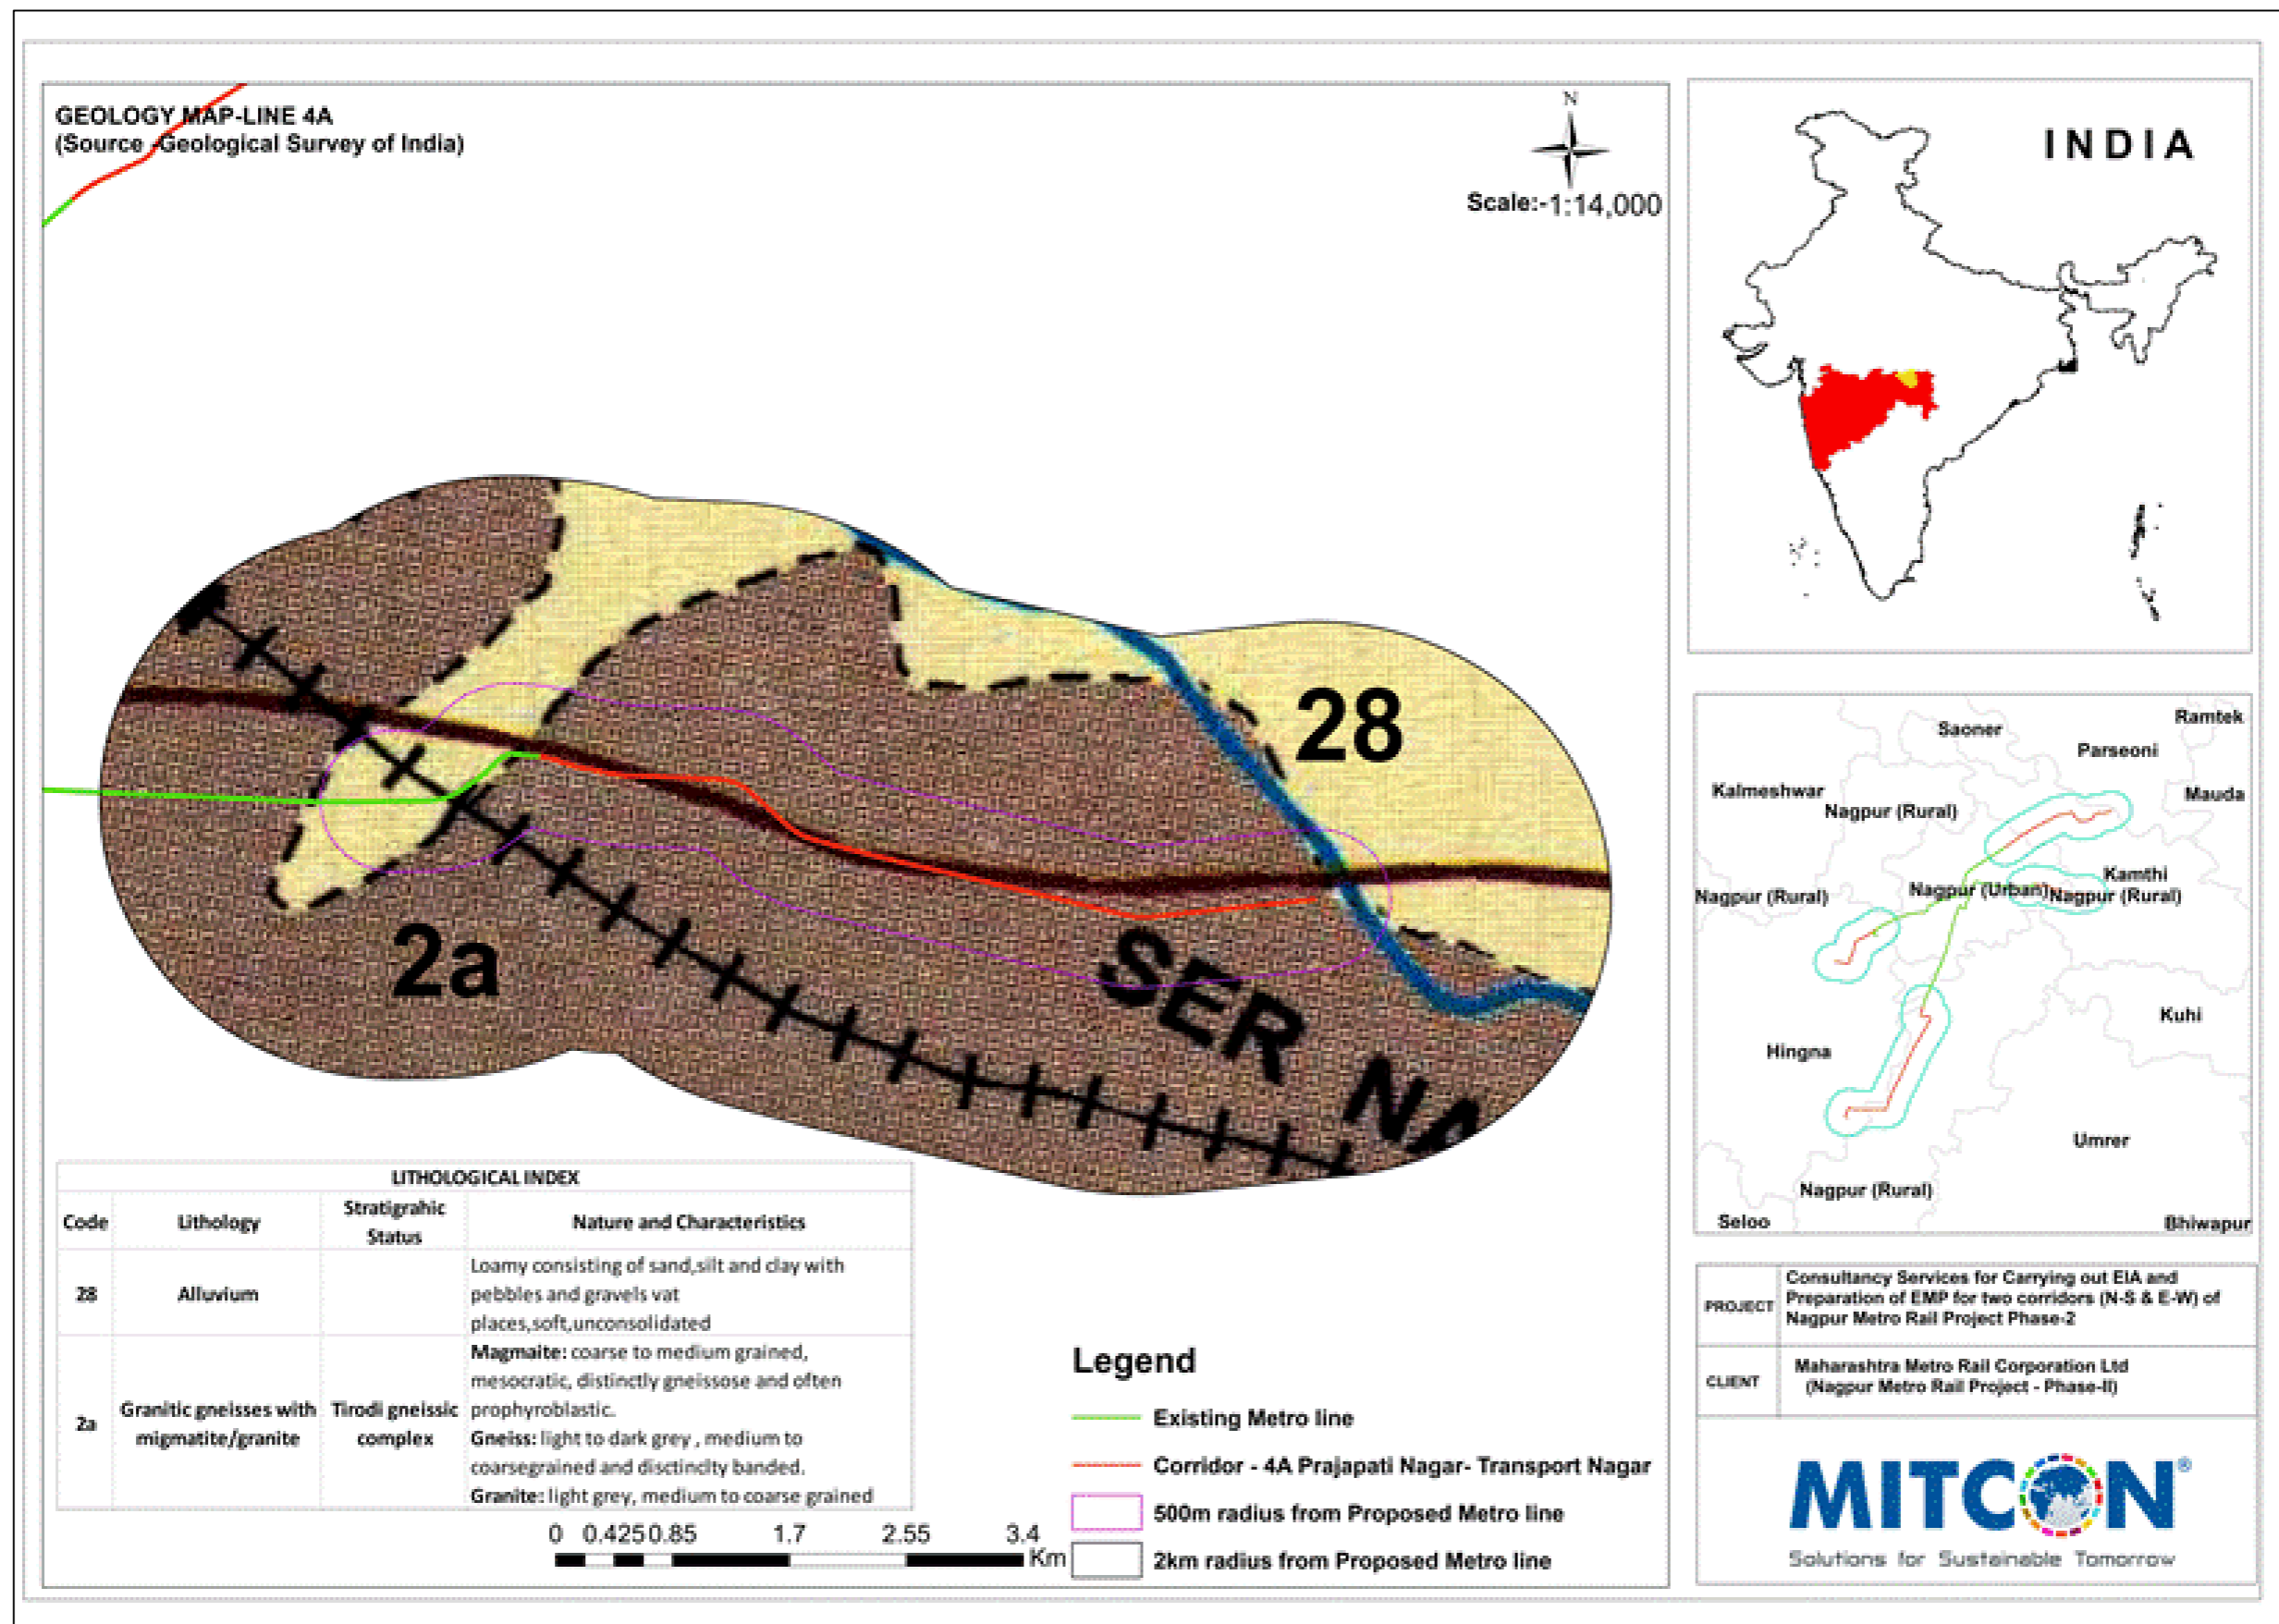 GEOLOGY MAP-LINE 4A
(Source -Geological Survey of India)
N
Scale:-1:14,000
28
2a
SER NA
LITHOLOGICAL INDEX
Code
Lithology
Stratigrahic
Status
Nature and Characteristics
28
Alluvium
Loamy consisting of sand,silt and clay with
pebbles and gravels vat
places,soft,unconsolidated
2a
Granitic gneisses with
migmatite/granite
Tirodi gneissic
complex
Magmaite: coarse to medium grained,
mesocratic, distinctly gneissose and often
prophyroblastic.
Gneiss: light to dark grey , medium to
coarsegrained and disctinclty banded.
Granite: light grey, medium to coarse grained
0 0.425 0.85 1.7 2.55 3.4
Km
Legend
Existing Metro line
Corridor - 4A Prajapati Nagar- Transport Nagar
500m radius from Proposed Metro line
2km radius from Proposed Metro line
INDIA
Saoner
Ramtek
Parseoni
Kalmeshwar
Mauda
Nagpur (Rural)
Kamthi
Nagpur (Rural)
Nagpur (Urban)
Nagpur (Rural)
Kuhi
Hingna
Umrer
Nagpur (Rural)
Seloo
Bhiwapur
PROJECT
Consultancy Services for Carrying out EIA and
Preparation of EMP for two corridors (N-S & E-W) of
Nagpur Metro Rail Project Phase-2
CLIENT
Maharashtra Metro Rail Corporation Ltd
(Nagpur Metro Rail Project - Phase-II)
MITCON®
Solutions for Sustainable Tomorrow